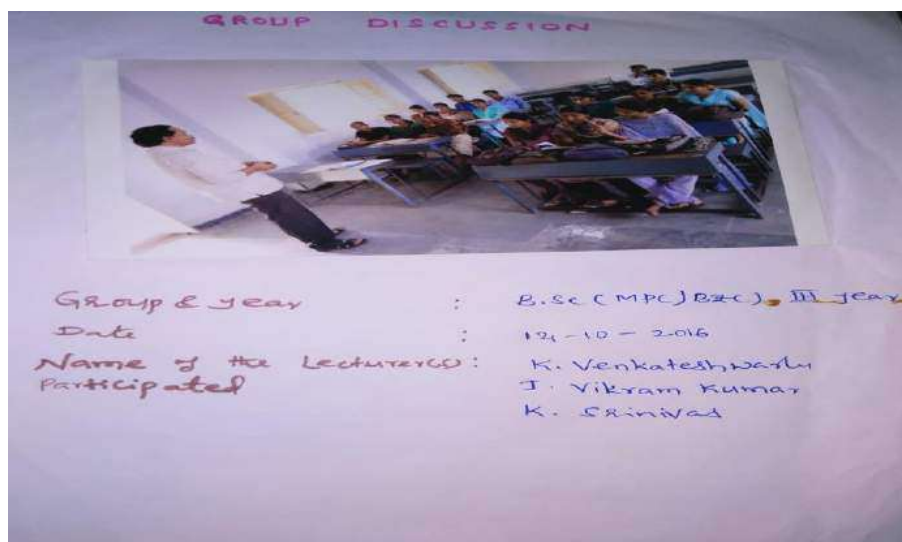 GROUP DISCUSSION
Group & year : B.Sc (MPC) BZC), III year
Date : -10-2016
Name of the Lecturer(s) : K. Venkateshwarlu
Participated J. Vikram Kumar
K. Srinivas